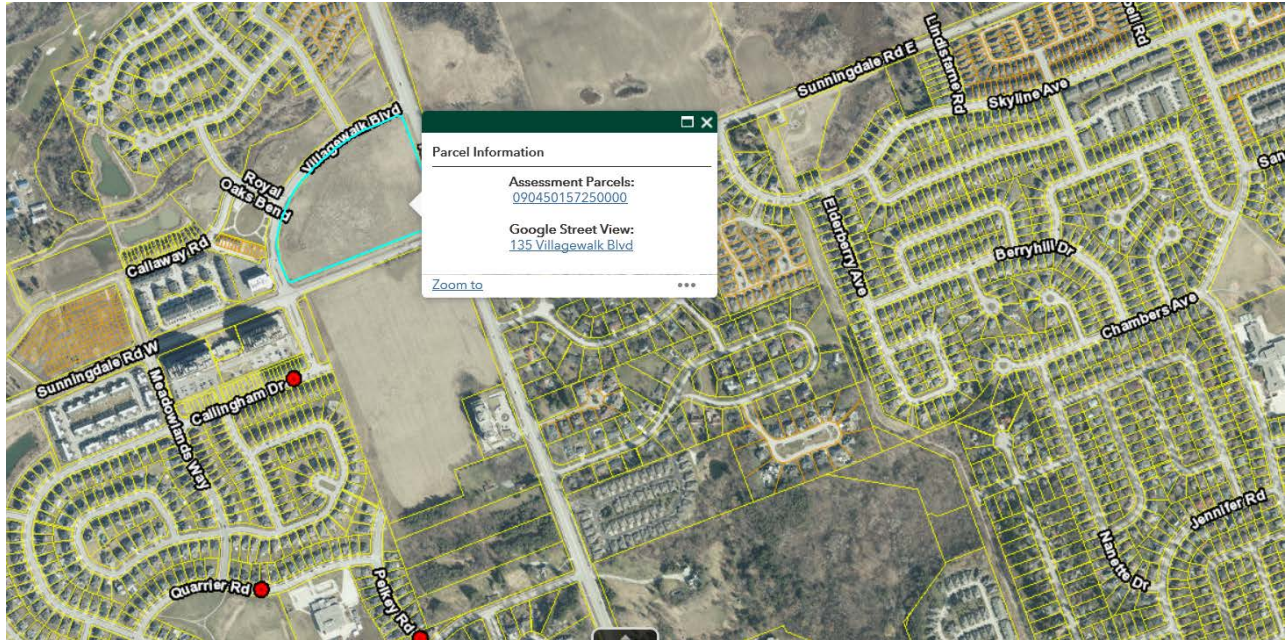 Sunningdale Rd E
Lindisfarne Rd
Skyline Ave
Villagewalk Blvd
Royal
Oaks Bend
Callaway Rd
Parcel Information
Assessment Parcels:
090450157250000
Google Street View:
135 Villagewalk Blvd
Zoom to
Elderberry Ave
Berryhill Dr
Chambers Ave
Sunningdale Rd W
Meadowlands Way
Callingham Dr
Quarrier Rd
Pelkey Rd
Nanette Dr
Jennifer Rd